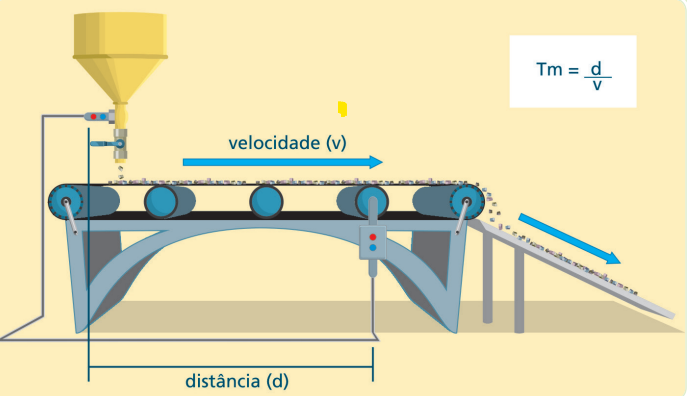 Tm = d
v
velocidade (v)
distância (d)